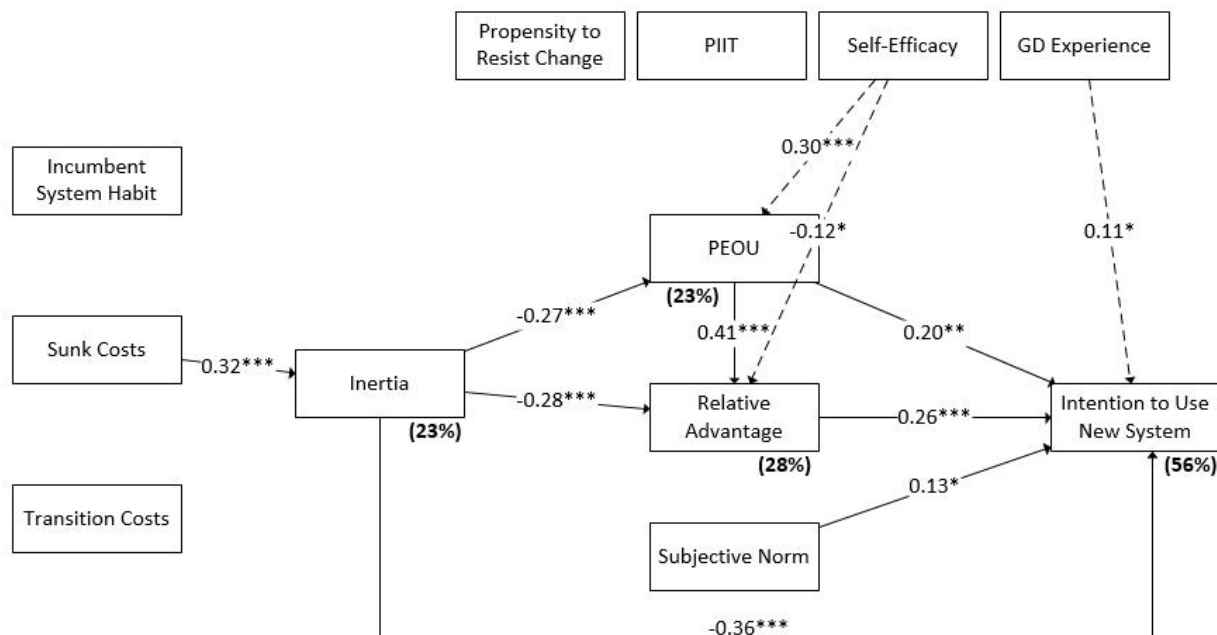 Propensity to
Resist Change
PIIT
Self-Efficacy
GD Experience
0.30***
Incumbent
System Habit
-0.12*
0.11*
PEOU
(23%)
-0.27***
0.41***
0.20**
Sunk Costs
0.32***
Inertia
(23%)
-0.28***
Relative
Advantage
(28%)
0.26***
Intention to Use
New System
(56%)
0.13*
Transition Costs
Subjective Norm
-0.36***